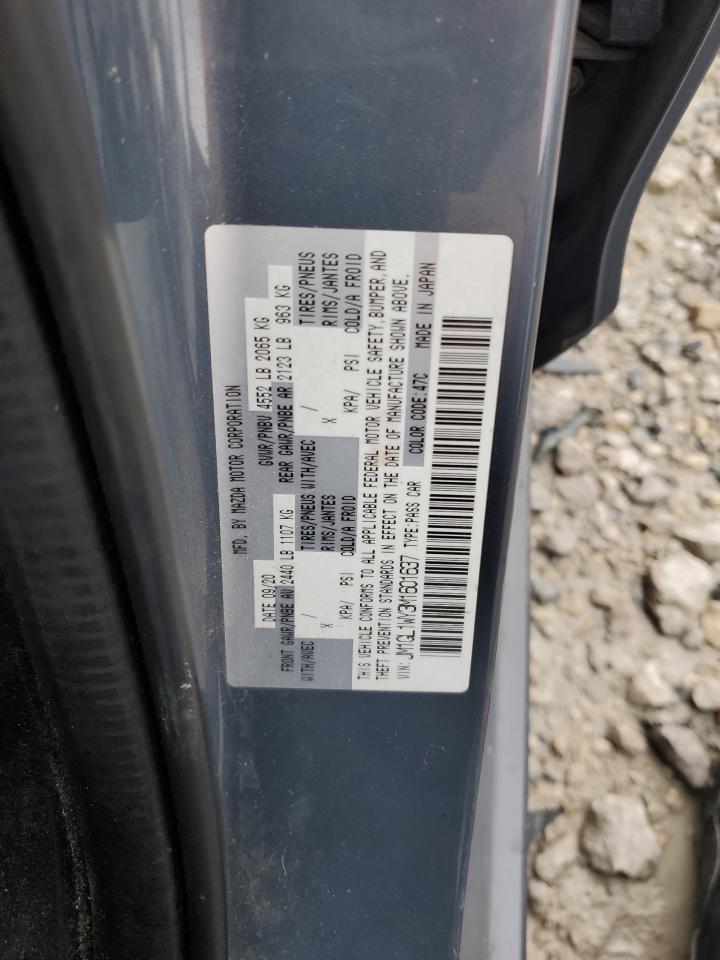 MFD. BY MAZDA MOTOR CORPORATION
DATE 09/20 GVWR/PNBV 4552 LB 2065 KG
FRONT GAWR/PNBE AV 2440 LB 1107 KG REAR GAWR/PNBE AR 2123 LB 963 KG
WITH/AVEC / TIRES/PNEUS WITH/AVEC / TIRES/PNEUS
X RIMS/JANTES X RIMS/JANTES
KPA/ PSI COLD/A FROID KPA/ PSI COLD/A FROID
THIS VEHICLE CONFORMS TO ALL APPLICABLE FEDERAL MOTOR VEHICLE SAFETY, BUMPER, AND
THEFT PREVENTION STANDARDS IN EFFECT ON THE DATE OF MANUFACTURE SHOWN ABOVE.
VIN: JM1GL1WY3M1601637 TYPE:PASS CAR COLOR CODE:47C MADE IN JAPAN